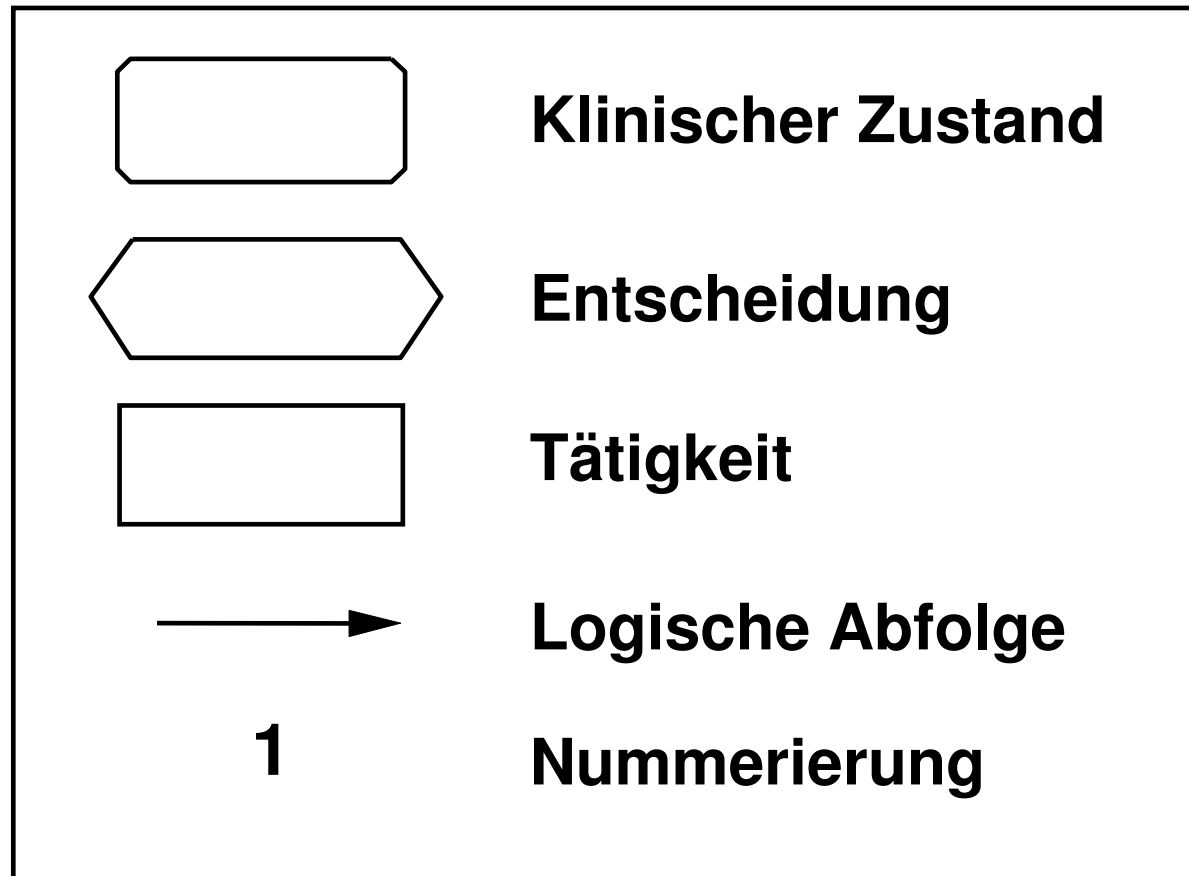 Klinischer Zustand
Entscheidung
Tätigkeit
Logische Abfolge
1 Nummerierung